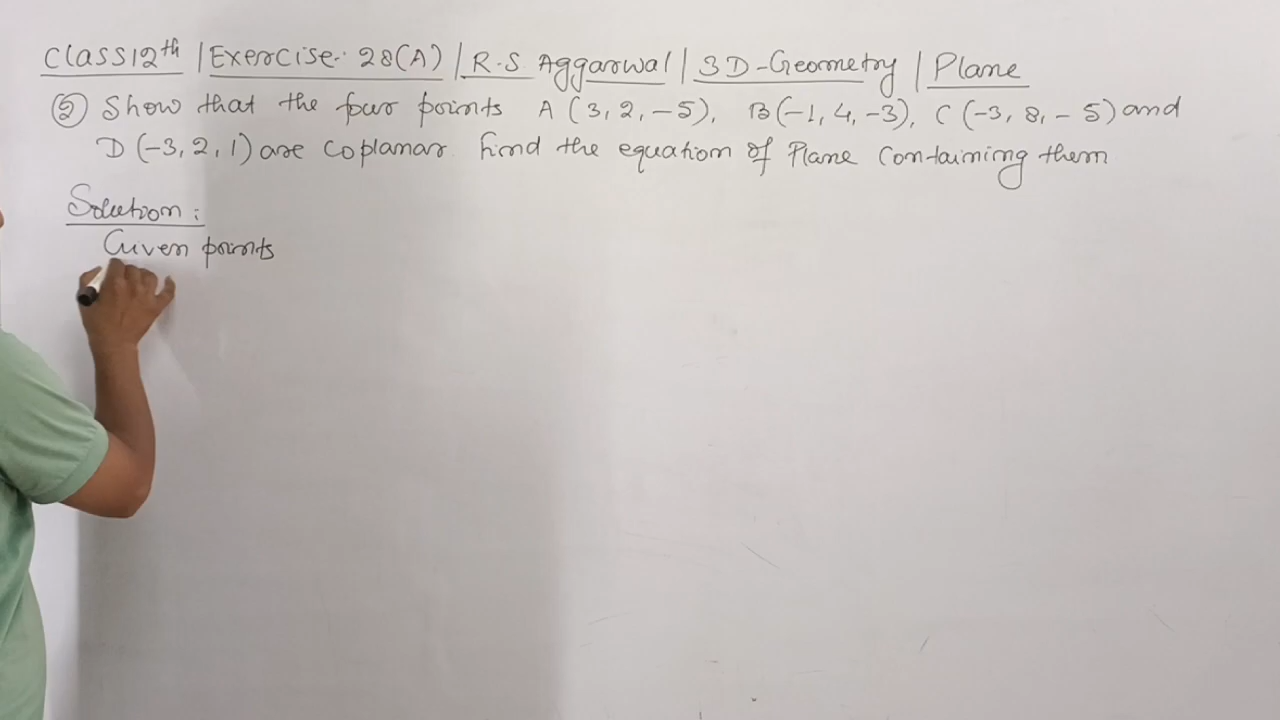 Class 12th | Exercise. 28(A) | R.S Aggarwal | 3D-Geometry | Plane
② Show that the four points A (3, 2, -5), B(-1, 4, -3), C (-3, 8, -5) and
D (-3, 2, 1) are coplanar. Find the equation of Plane Containing them
Solution :
Given points